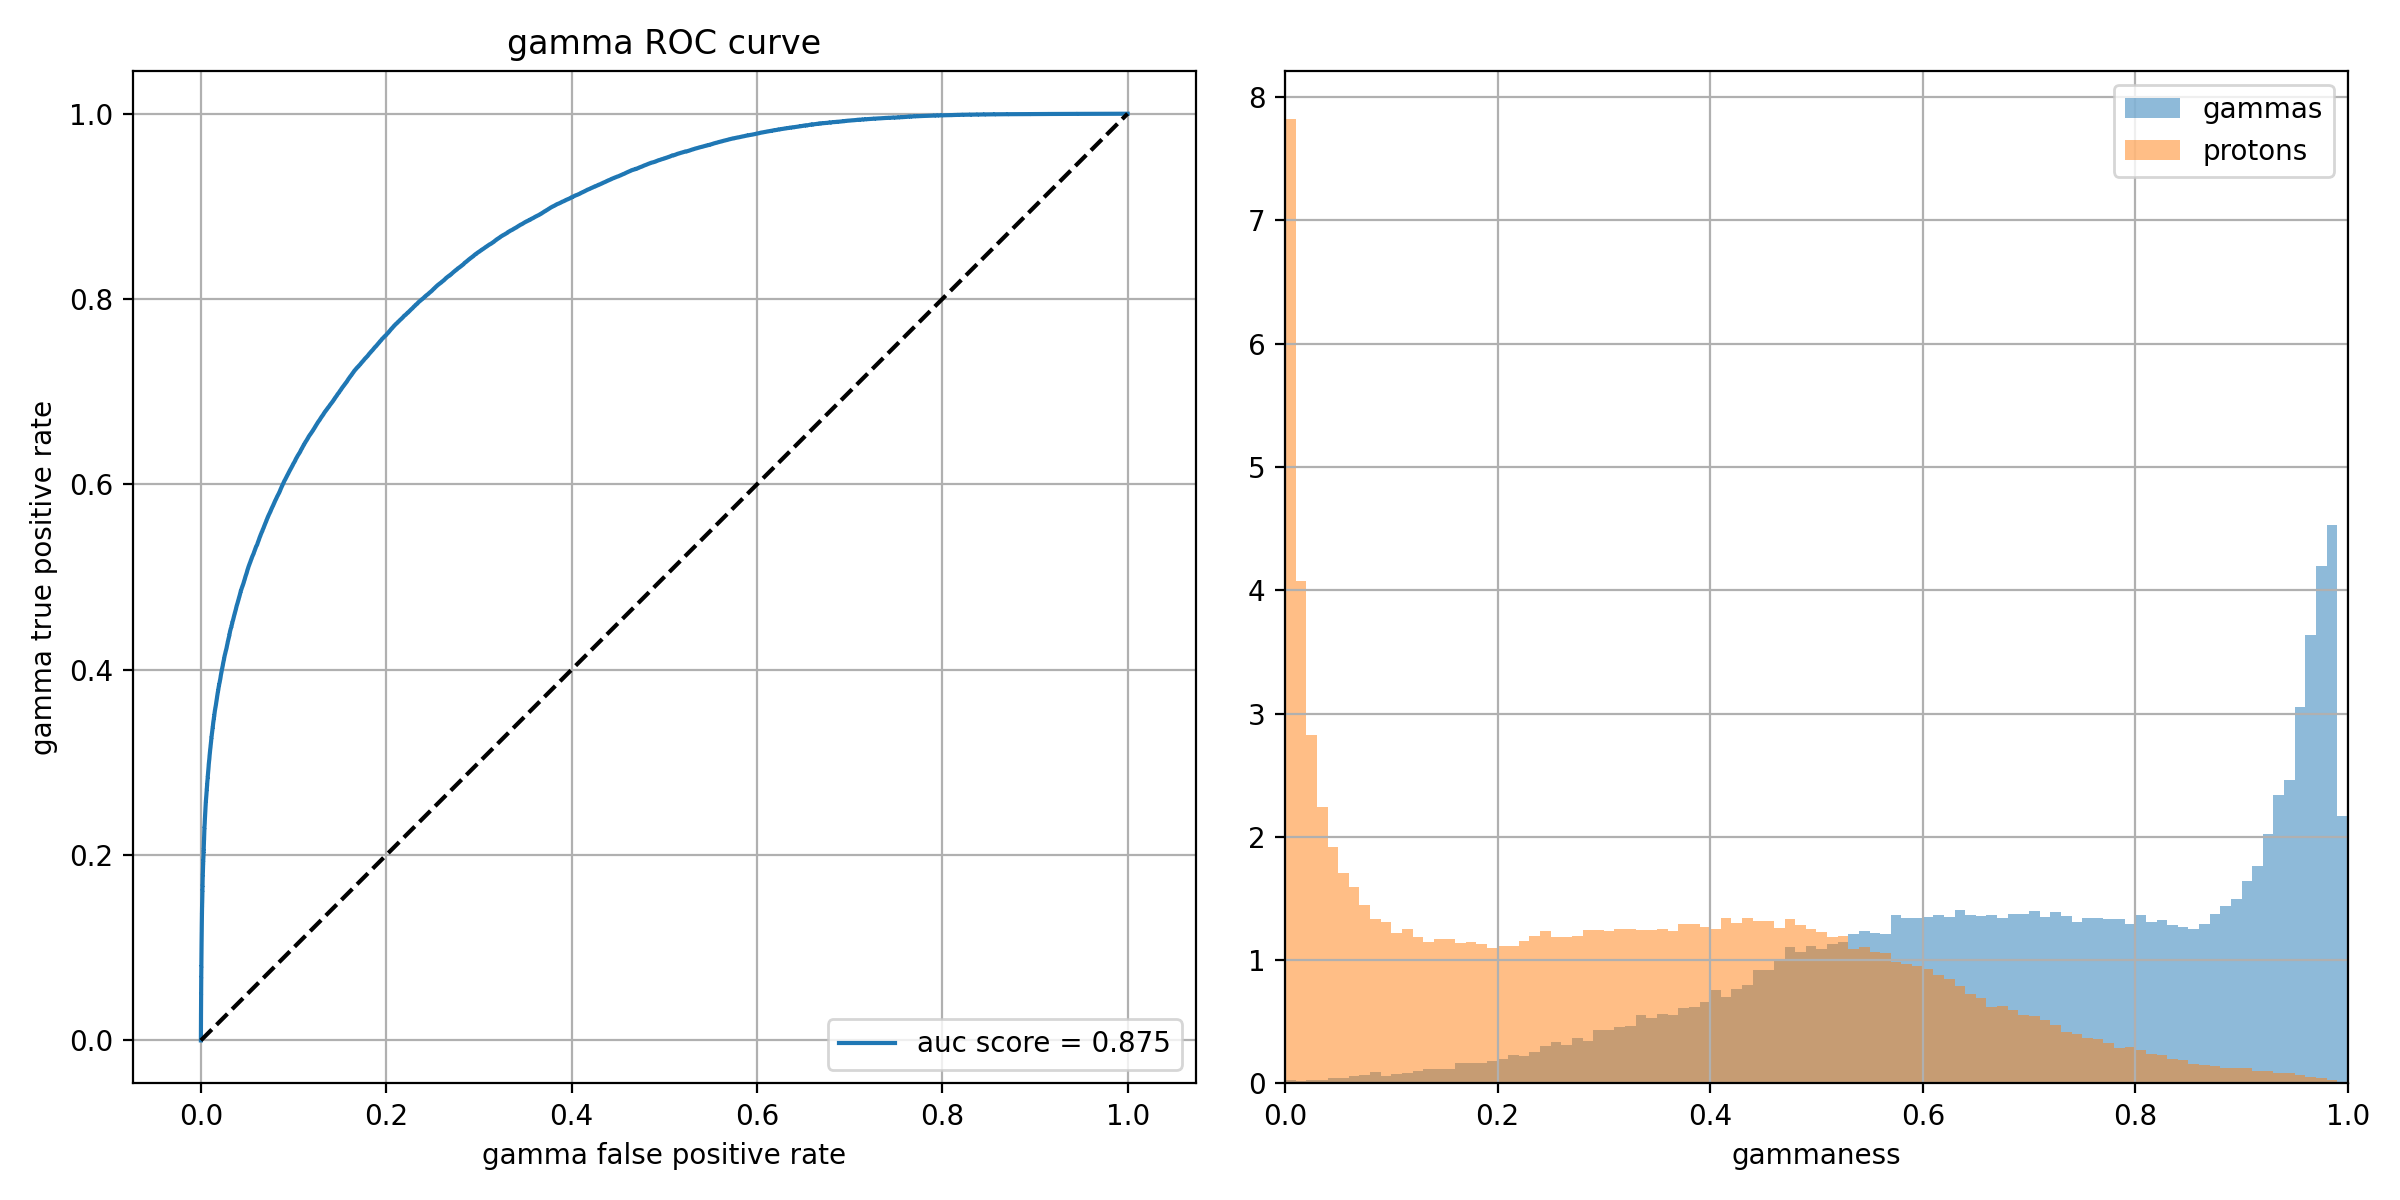 gamma ROC curve
1.0
0.8
0.6
0.4
0.2
0.0
gamma true positive rate
0.0 0.2 0.4 0.6 0.8 1.0
gamma false positive rate
auc score = 0.875
8
7
6
5
4
3
2
1
0
gammas
protons
0.0 0.2 0.4 0.6 0.8 1.0
gammaness